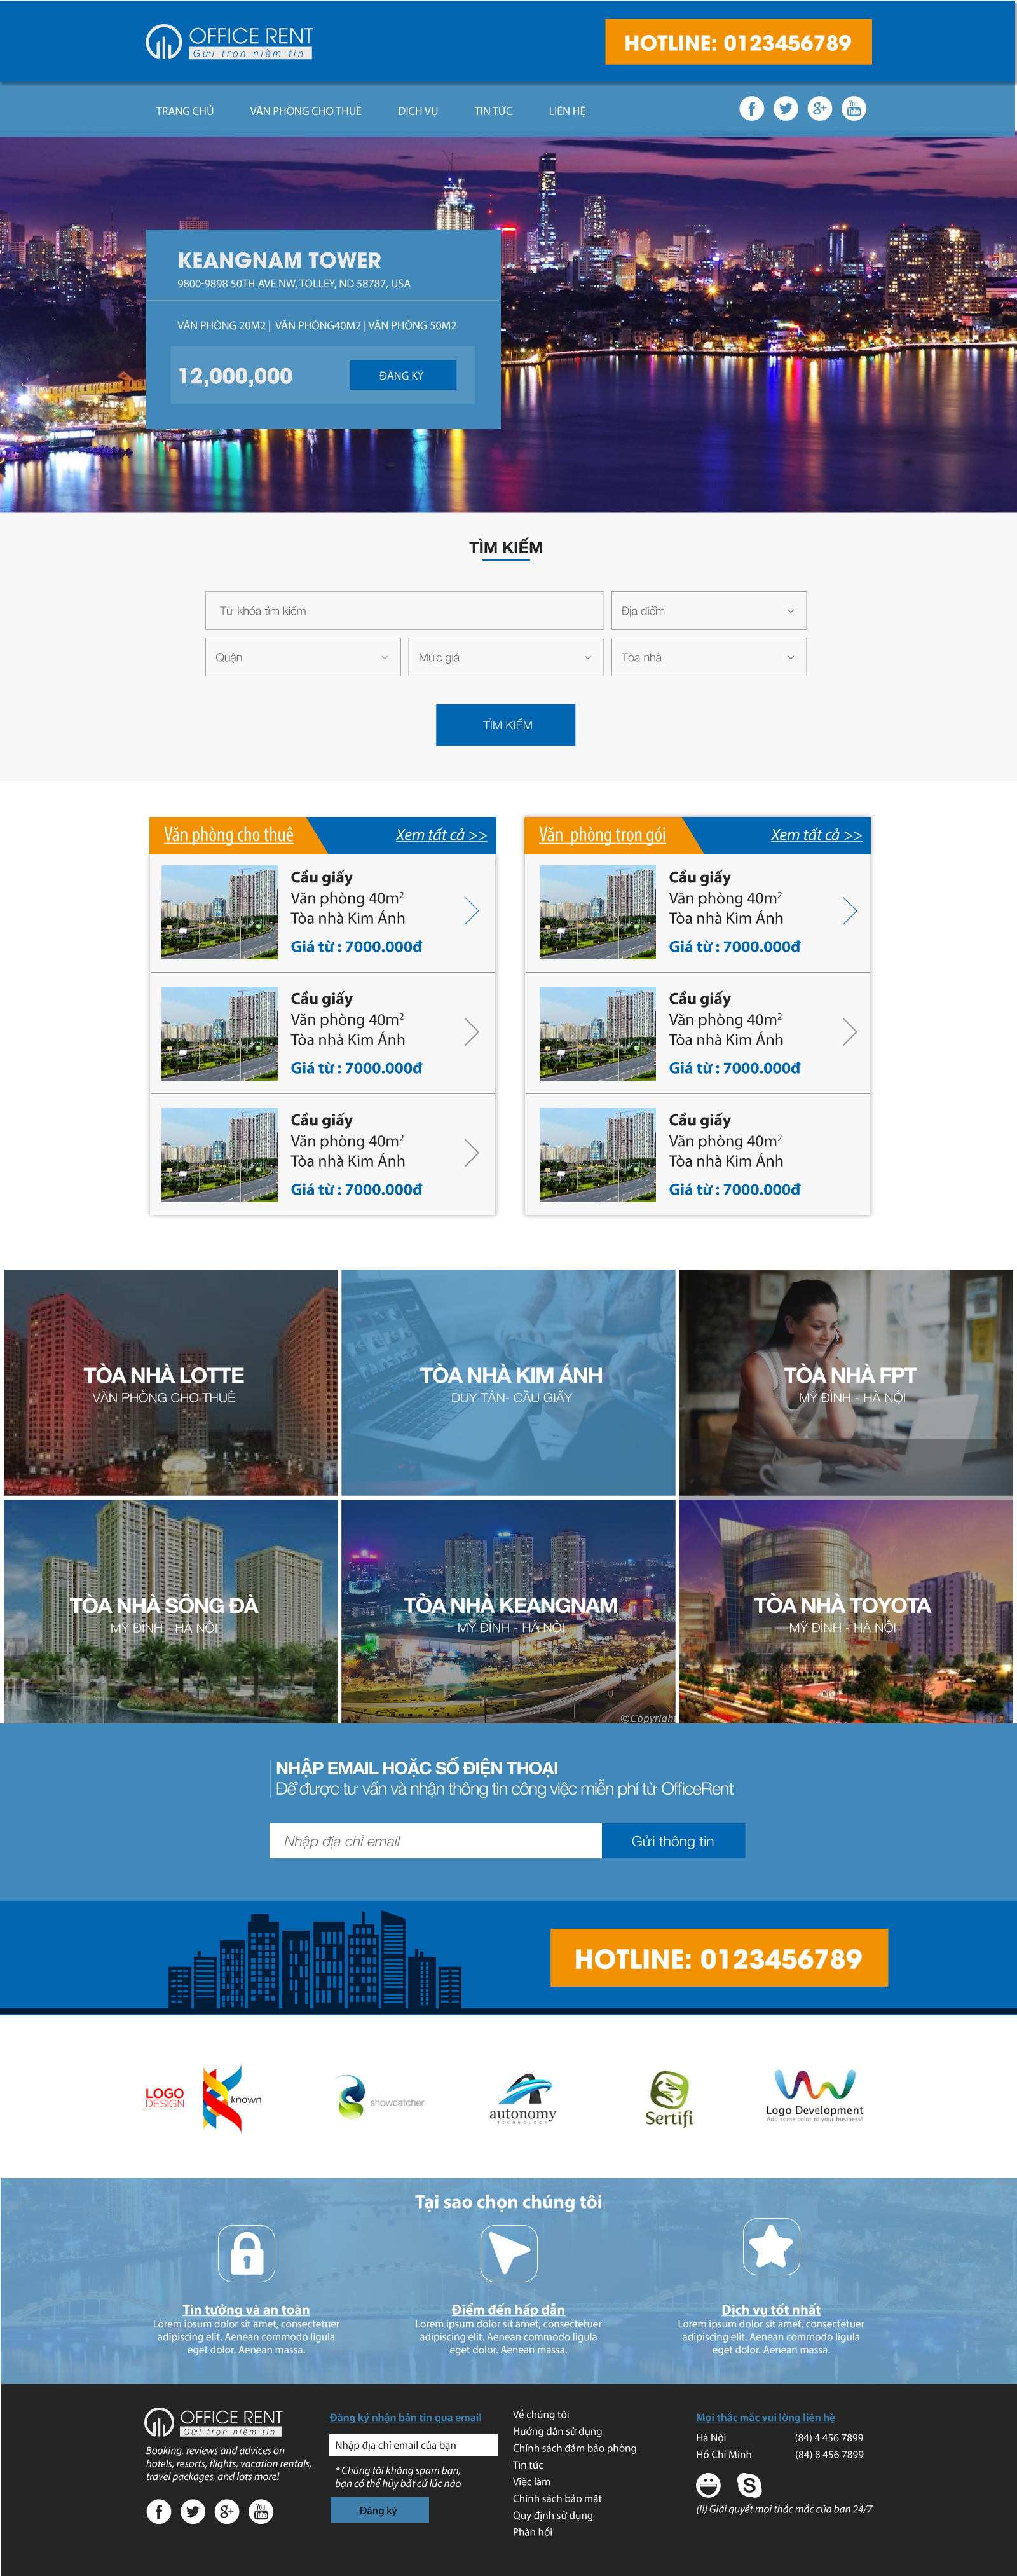 OFFICE RENT
Gửi trọn niềm tin
HOTLINE: 0123456789
TRANG CHỦ VĂN PHÒNG CHO THUÊ DỊCH VỤ TIN TỨC LIÊN HỆ
You Tube
KEANGNAM TOWER
9800-9898 50TH AVE NW, TOLLEY, ND 58787, USA
VĂN PHÒNG 20M2 | VĂN PHÒNG40M2 | VĂN PHÒNG 50M2
12,000,000 ĐĂNG KÝ
TÌM KIẾM
Từ khóa tìm kiếm Địa điểm
Quận Mức giá Tòa nhà
TÌM KIẾM
Văn phòng cho thuê Xem tất cả >>
Cầu giấy
Văn phòng 40m²
Tòa nhà Kim Ánh
Giá từ : 7000.000đ
Cầu giấy
Văn phòng 40m²
Tòa nhà Kim Ánh
Giá từ : 7000.000đ
Cầu giấy
Văn phòng 40m²
Tòa nhà Kim Ánh
Giá từ : 7000.000đ
Văn phòng trọn gói Xem tất cả >>
Cầu giấy
Văn phòng 40m²
Tòa nhà Kim Ánh
Giá từ : 7000.000đ
Cầu giấy
Văn phòng 40m²
Tòa nhà Kim Ánh
Giá từ : 7000.000đ
Cầu giấy
Văn phòng 40m²
Tòa nhà Kim Ánh
Giá từ : 7000.000đ
TÒA NHÀ LOTTE
VĂN PHÒNG CHO THUÊ
TÒA NHÀ KIM ÁNH
DUY TÂN- CẦU GIẤY
TÒA NHÀ FPT
MỸ ĐÌNH - HÀ NỘI
TÒA NHÀ SÔNG ĐÀ
MỸ ĐÌNH - HÀ NỘI
TÒA NHÀ KEANGNAM
MỸ ĐÌNH - HÀ NỘI
©Copyright
TÒA NHÀ TOYOTA
MỸ ĐÌNH - HÀ NỘI
NHẬP EMAIL HOẶC SỐ ĐIỆN THOẠI
Để được tư vấn và nhận thông tin công việc miễn phí từ OfficeRent
Nhập địa chỉ email Gửi thông tin
HOTLINE: 0123456789
LOGO
DESIGN
known
showcatcher
autonomy
TECHNOLOGY
Sertifi
Logo Development
Add some color to your business!
Tại sao chọn chúng tôi
Tin tưởng và an toàn
Lorem ipsum dolor sit amet, consectetuer
adipiscing elit. Aenean commodo ligula
eget dolor. Aenean massa.
Điểm đến hấp dẫn
Lorem ipsum dolor sit amet, consectetuer
adipiscing elit. Aenean commodo ligula
eget dolor. Aenean massa.
Dịch vụ tốt nhất
Lorem ipsum dolor sit amet, consectetuer
adipiscing elit. Aenean commodo ligula
eget dolor. Aenean massa.
OFFICE RENT
Gửi trọn niềm tin
Booking, reviews and advices on
hotels, resorts, flights, vacation rentals,
travel packages, and lots more!
You Tube
Đăng ký nhận bản tin qua email
Nhập địa chỉ email của bạn
* Chúng tôi không spam bạn,
bạn có thể hủy bất cứ lúc nào
Đăng ký
Về chúng tôi
Hướng dẫn sử dụng
Chính sách đảm bảo phòng
Tin tức
Việc làm
Chính sách bảo mật
Quy định sử dụng
Phản hồi
Mọi thắc mắc vui lòng liên hệ
Hà Nội (84) 4 456 7899
Hồ Chí Minh (84) 8 456 7899
(!!) Giải quyết mọi thắc mắc của bạn 24/7